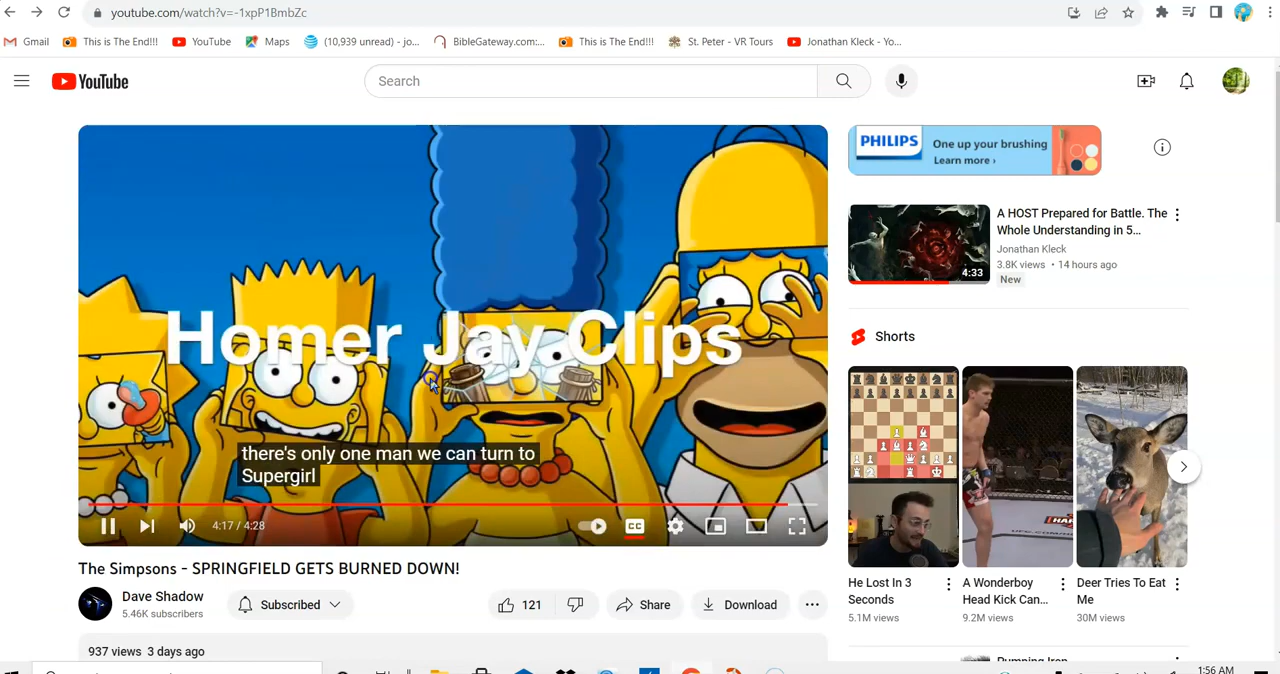 youtube.com/watch?v=-1xpP1BmbZc
Gmail
This is The End!!!
YouTube
Maps
(10,939 unread) - jo...
BibleGateway.com:...
This is The End!!!
St. Peter - VR Tours
Jonathan Kleck - Yo...
YouTube
Search
Homer Jay Clips
there's only one man we can turn to
Supergirl
4:17 / 4:28
CC
The Simpsons - SPRINGFIELD GETS BURNED DOWN!
Dave Shadow
5.46K subscribers
Subscribed
121
Share
Download
937 views 3 days ago
PHILIPS
One up your brushing
Learn more ›
A HOST Prepared for Battle. The
Whole Understanding in 5...
Jonathan Kleck
3.8K views • 14 hours ago
New
4:33
Shorts
He Lost In 3
Seconds
5.1M views
A Wonderboy
Head Kick Can...
9.2M views
Deer Tries To Eat
Me
30M views
1:56 AM